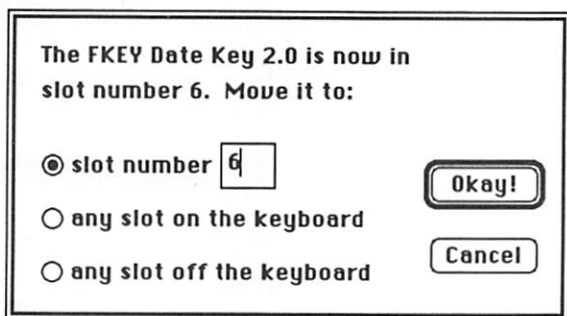 The FKEY Date Key 2.0 is now in
slot number 6. Move it to:
slot number 6
any slot on the keyboard
any slot off the keyboard
Okay!
Cancel